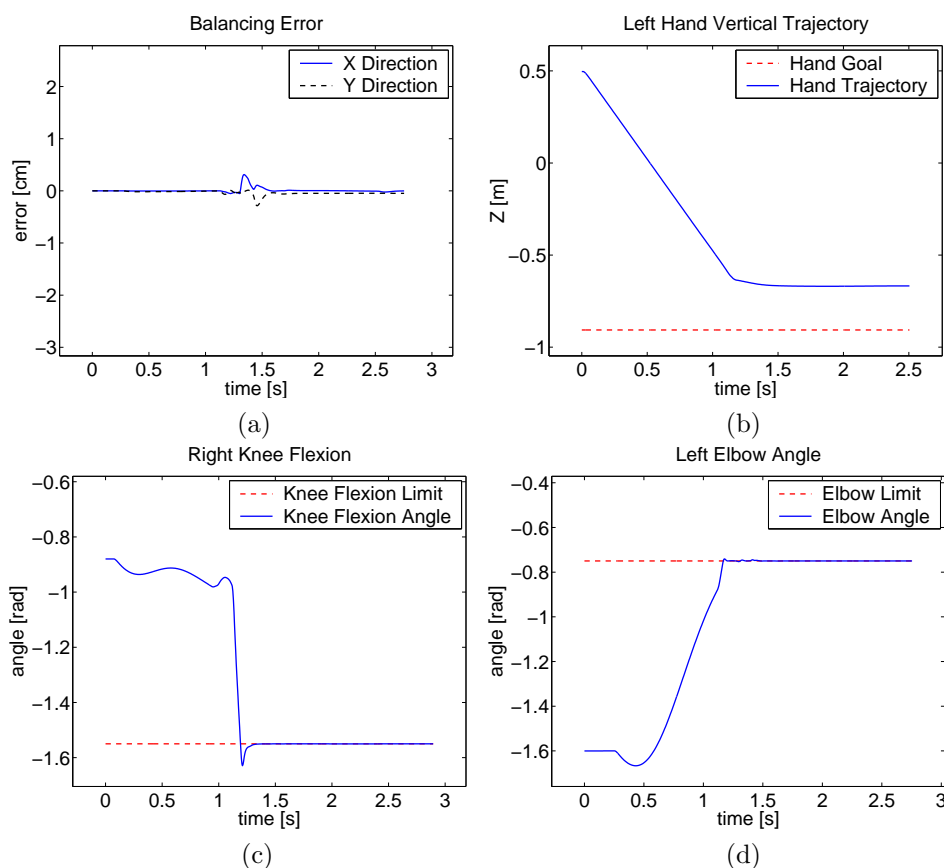 Balancing Error
X Direction
Y Direction
2
1
0
−1
−2
−3
error [cm]
0 0.5 1 1.5 2 2.5 3
time [s]
(a)
Left Hand Vertical Trajectory
Hand Goal
Hand Trajectory
0.5
0
−0.5
−1
Z [m]
0 0.5 1 1.5 2 2.5
time [s]
(b)
Right Knee Flexion
Knee Flexion Limit
Knee Flexion Angle
−0.6
−0.8
−1
−1.2
−1.4
−1.6
angle [rad]
0 0.5 1 1.5 2 2.5 3
time [s]
(c)
Left Elbow Angle
Elbow Limit
Elbow Angle
−0.4
−0.6
−0.8
−1
−1.2
−1.4
−1.6
angle [rad]
0 0.5 1 1.5 2 2.5 3
time [s]
(d)